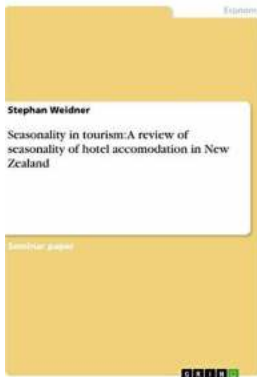 Econom
Stephan Weidner
Seasonality in tourism: A review of
seasonality of hotel accomodation in New
Zealand
Seminar paper
GRIN